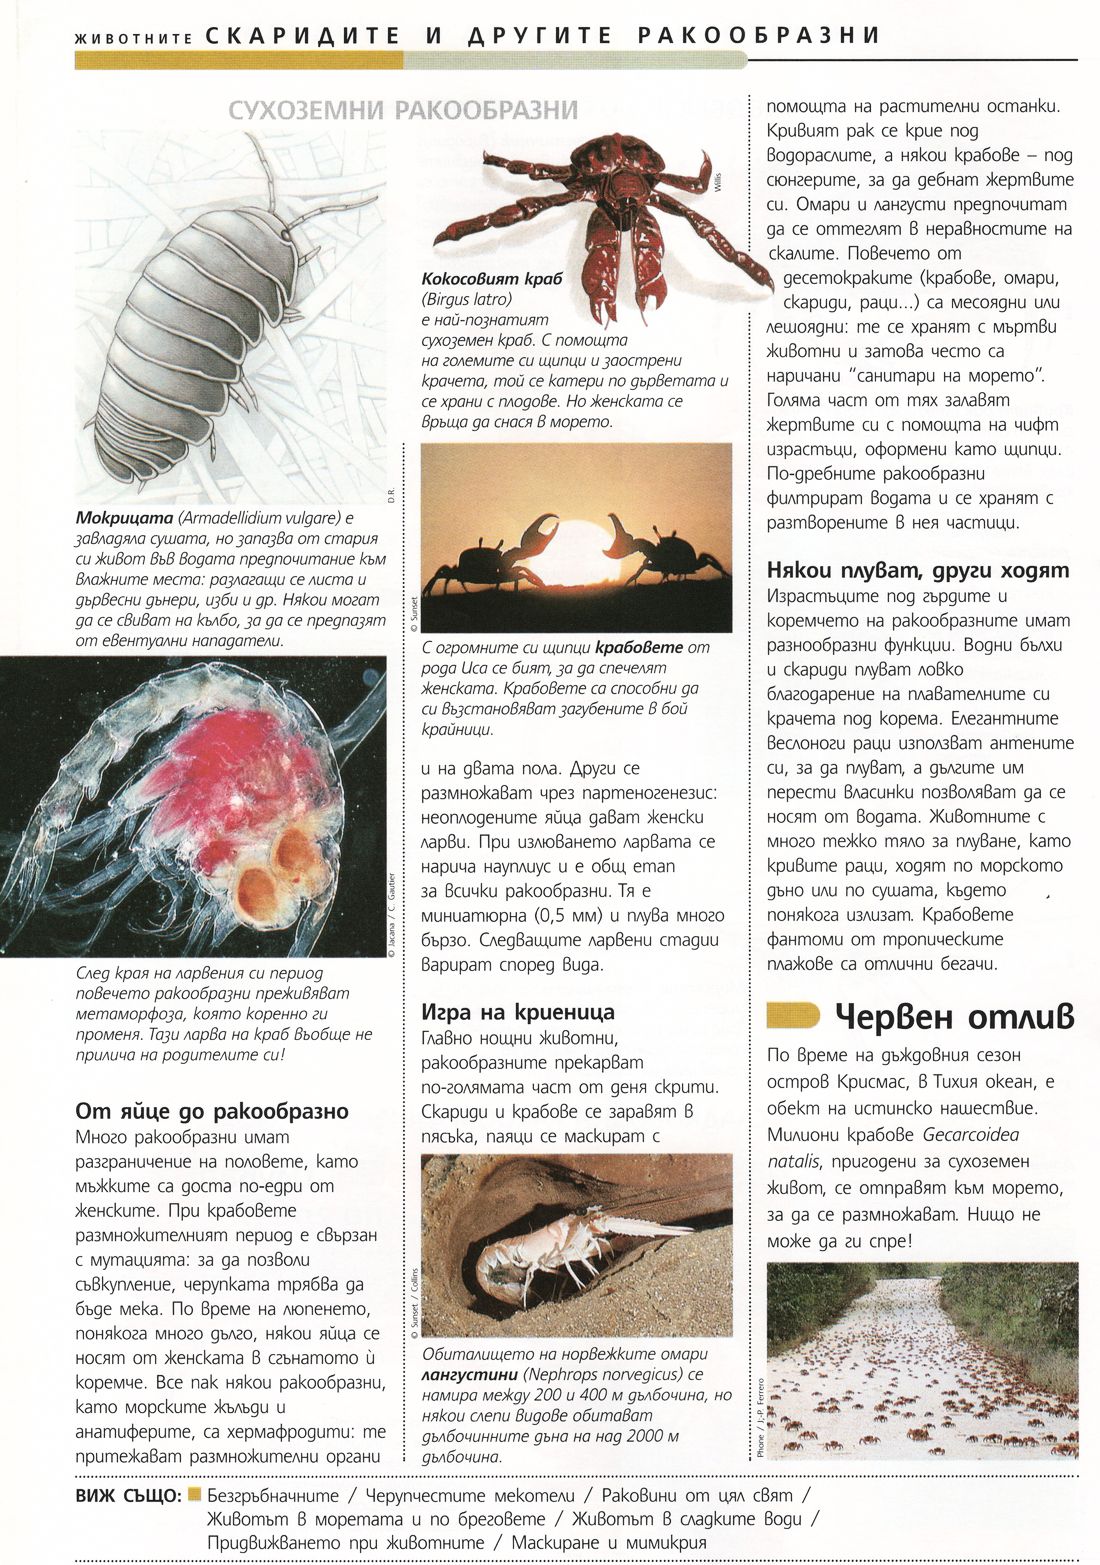 ЖИВОТНИТЕ СКАРИДИТЕ И ДРУГИТЕ РАКООБРАЗНИ
СУХОЗЕМНИ РАКООБРАЗНИ
D.R.
Мокрицата (Armadellidium vulgare) е
завладяла сушата, но запазва от стария
си живот във водата предпочитание към
влажните места: разлагащи се листа и
дървесни дънери, изби и др. Някои могат
да се свиват на кълбо, за да се предпазят
от евентуални нападатели.
© Jacana / C. Gautier
След края на ларвения си период
повечето ракообразни преживяват
метаморфоза, която коренно ги
променя. Тази ларва на краб въобще не
прилича на родителите си!
От яйце до ракообразно
Много ракообразни имат
разграничение на половете, като
мъжките са доста по-едри от
женските. При крабовете
размножителният период е свързан
с мутацията: за да позволи
съвкупление, черупката трябва да
бъде мека. По време на люпенето,
понякога много дълго, някои яйца се
носят от женската в сгънатото ѝ
коремче. Все пак някои ракообразни,
като морските жълъди и
анатиферите, са хермафродити: те
притежават размножителни органи
Willis
Кокосовият краб
(Birgus latro)
е най-познатият
сухоземен краб. С помощта
на големите си щипци и заострени
крачета, той се катери по дърветата и
се храни с плодове. Но женската се
връща да снася в морето.
© Sunset
С огромните си щипци крабовете от
рода Иса се бият, за да спечелят
женската. Крабовете са способни да
си възстановяват загубените в бой
крайници.
и на двата пола. Други се
размножават чрез партеногенезис:
неоплодените яйца дават женски
ларви. При излюването ларвата се
нарича науплиус и е общ етап
за всички ракообразни. Тя е
миниатюрна (0,5 мм) и плува много
бързо. Следващите ларвени стадии
варират според вида.
Игра на криеница
Главно нощни животни,
ракообразните прекарват
по-голямата част от деня скрити.
Скариди и крабове се заравят в
пясъка, паяци се маскират с
© Sunset / Collins
Обиталището на норвежките омари
лангустини (Nephrops norvegicus) се
намира между 200 и 400 м дълбочина, но
някои слепи видове обитават
дълбочинните дъна на над 2000 м
дълбочина.
помощта на растителни останки.
Кривият рак се крие под
водораслите, а някои крабове – под
сюнгерите, за да дебнат жертвите
си. Омари и лангусти предпочитат
да се оттеглят в неравностите на
скалите. Повечето от
десетокраките (крабове, омари,
скариди, раци...) са месоядни или
лешоядни: те се хранят с мъртви
животни и затова често са
наричани "санитари на морето".
Голяма част от тях залавят
жертвите си с помощта на чифт
израстъци, оформени като щипци.
По-дребните ракообразни
филтрират водата и се хранят с
разтворените в нея частици.
Някои плуват, други ходят
Израстъците под гърдите и
коремчето на ракообразните имат
разнообразни функции. Водни бълхи
и скариди плуват ловко
благодарение на плавателните си
крачета под корема. Елегантните
веслоноги раци използват антените
си, за да плуват, а дългите им
перести власинки позволяват да се
носят от водата. Животните с
много тежко тяло за плуване, като
кривите раци, ходят по морското
дъно или по сушата, където
понякога излизат. Крабовете
фантоми от тропическите
плажове са отлични бегачи.
Червен отлив
По време на дъждовния сезон
остров Крисмас, в Тихия океан, е
обект на истинско нашествие.
Милиони крабове Gecarcoidea
natalis, пригодени за сухоземен
живот, се отправят към морето,
за да се размножават. Нищо не
може да ги спре!
Phone / J.-P. Ferrero
ВИЖ СЪЩО: Безгръбначните / Черупчестите мекотели / Раковини от цял свят /
Животът в моретата и по бреговете / Животът в сладките води /
Придвижването при животните / Маскиране и мимикрия